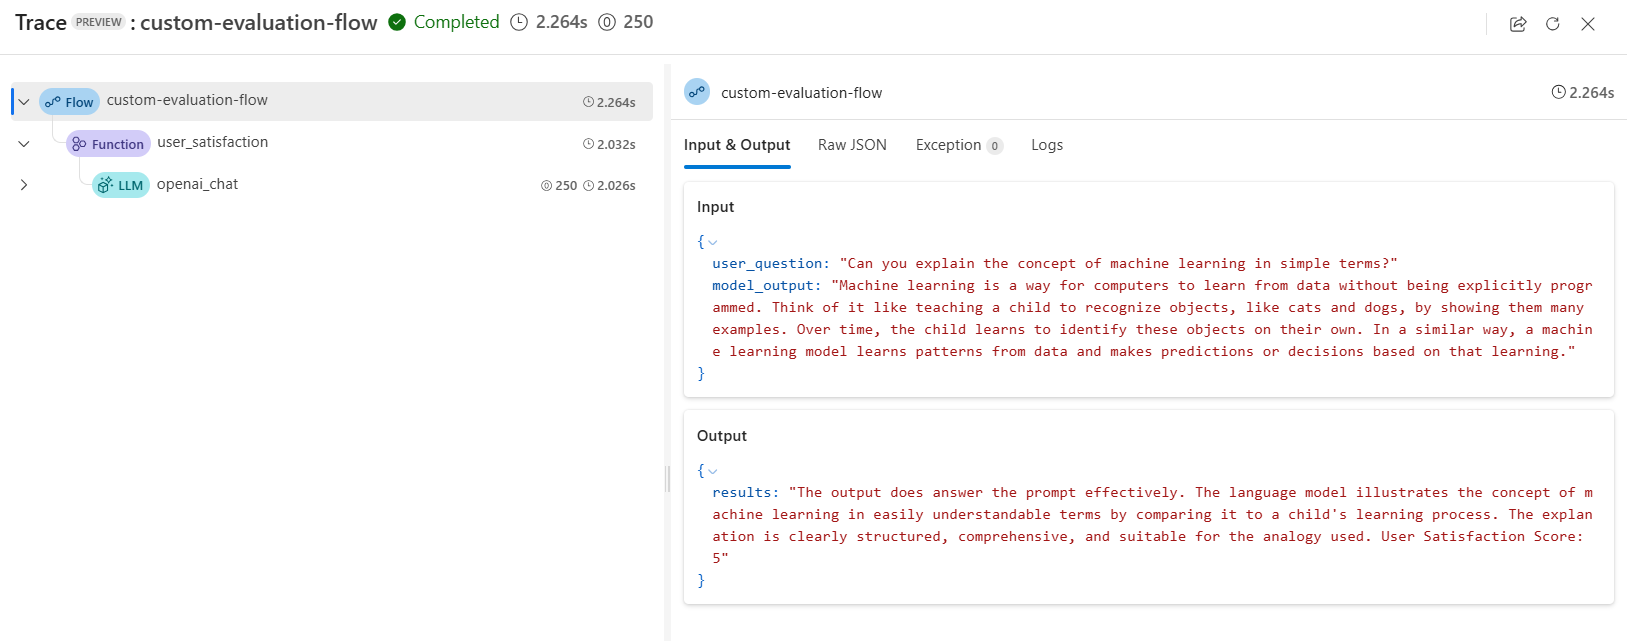 Trace PREVIEW : custom-evaluation-flow Completed 2.264s 250
Flow custom-evaluation-flow 2.264s
Function user_satisfaction 2.032s
LLM openai_chat 250 2.026s
custom-evaluation-flow 2.264s
Input & Output Raw JSON Exception 0 Logs
Input
{
user_question: "Can you explain the concept of machine learning in simple terms?"
model_output: "Machine learning is a way for computers to learn from data without being explicitly progr
ammed. Think of it like teaching a child to recognize objects, like cats and dogs, by showing them many
examples. Over time, the child learns to identify these objects on their own. In a similar way, a machin
e learning model learns patterns from data and makes predictions or decisions based on that learning."
}
Output
{
results: "The output does answer the prompt effectively. The language model illustrates the concept of m
achine learning in easily understandable terms by comparing it to a child's learning process. The explan
ation is clearly structured, comprehensive, and suitable for the analogy used. User Satisfaction Score:
5"
}